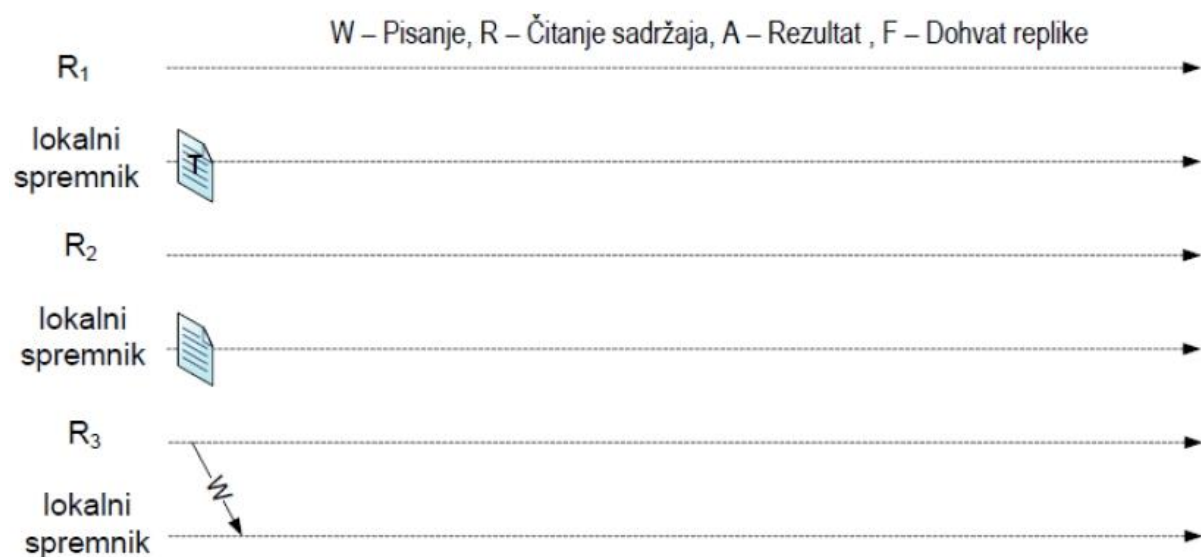 W – Pisanje, R – Čitanje sadržaja, A – Rezultat , F – Dohvat replike
R₁
lokalni
spremnik
T
R₂
lokalni
spremnik
R₃
W
lokalni
spremnik